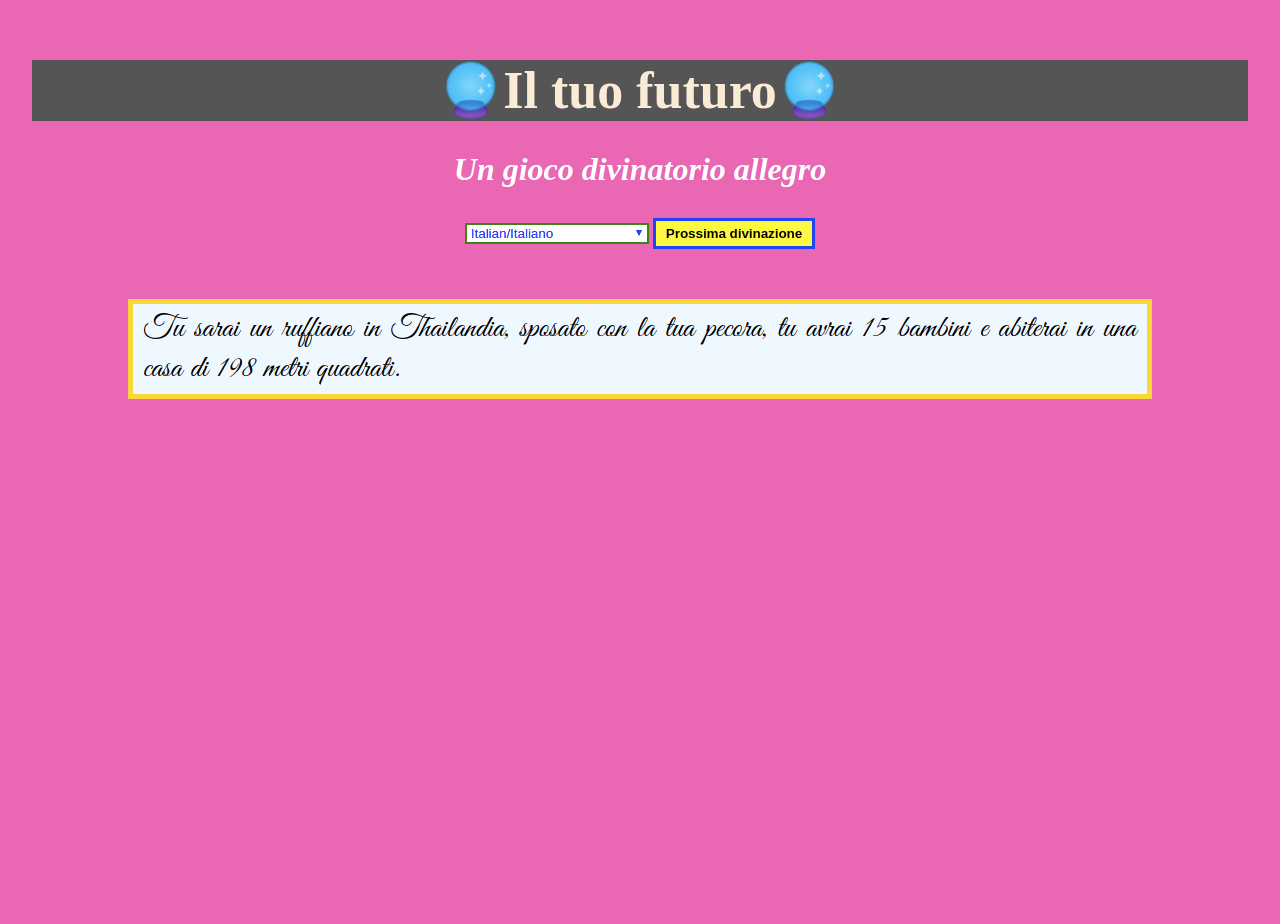 Il tuo futuro
Un gioco divinatorio allegro
Italian/Italiano
Prossima divinazione
Tu sarai un ruffiano in Thailandia, sposato con la tua pecora, tu avrai 15 bambini e abiterai in una
casa di 198 metri quadrati.